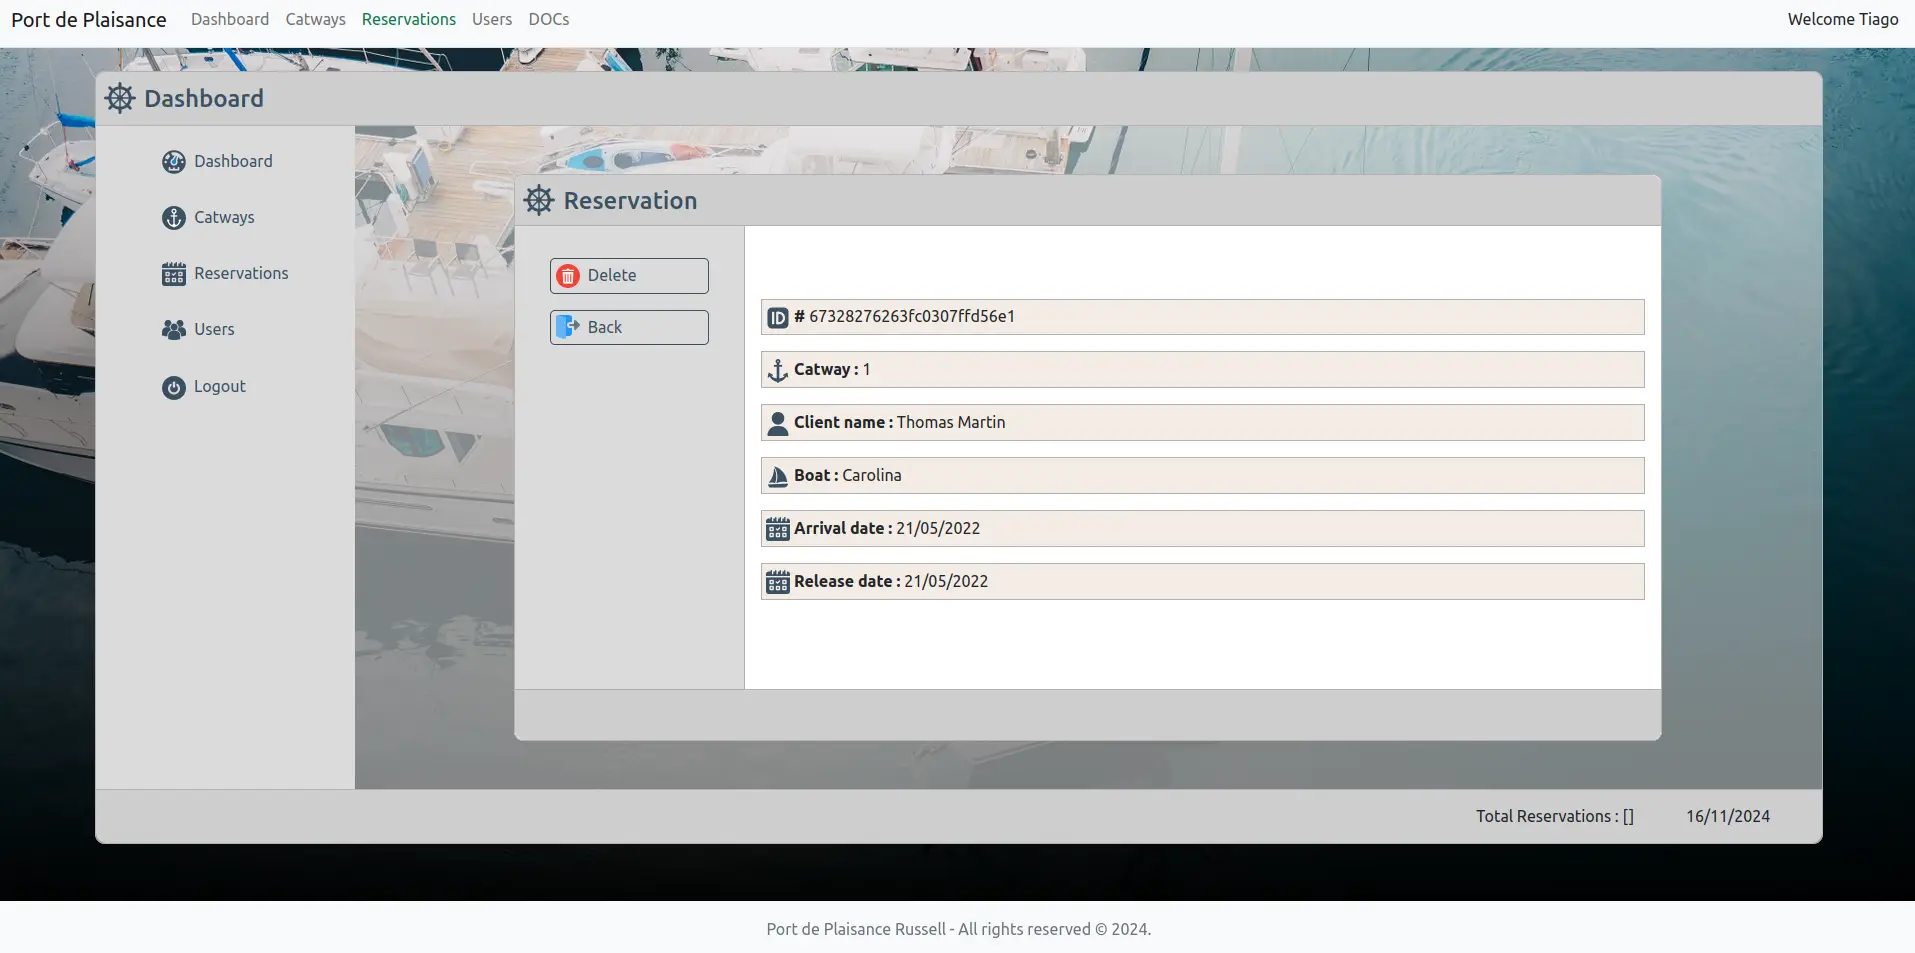 Port de Plaisance Dashboard Catways Reservations Users DOCs Welcome Tiago
Dashboard
Dashboard
Catways
Reservations
Users
Logout
Reservation
Delete
Back
ID # 67328276263fc0307ffd56e1
Catway : 1
Client name : Thomas Martin
Boat : Carolina
Arrival date : 21/05/2022
Release date : 21/05/2022
Total Reservations : [] 16/11/2024
Port de Plaisance Russell - All rights reserved © 2024.